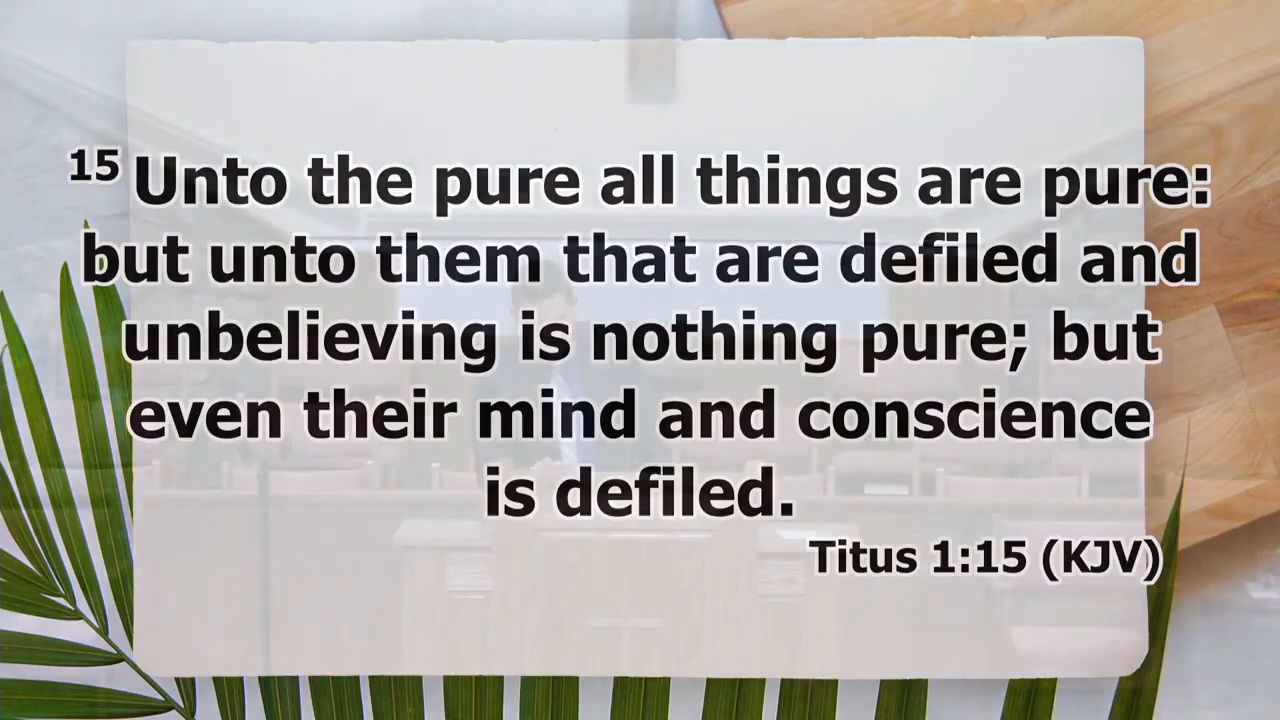 15 Unto the pure all things are pure:
but unto them that are defiled and
unbelieving is nothing pure; but
even their mind and conscience
is defiled.
Titus 1:15 (KJV)